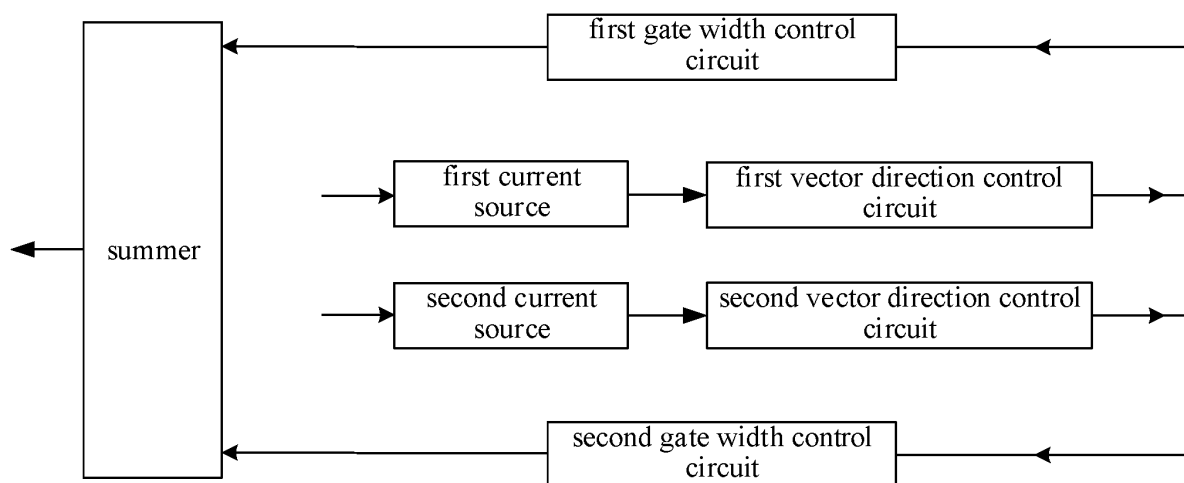 first gate width control
circuit
first current
source
first vector direction control
circuit
summer
second current
source
second vector direction control
circuit
second gate width control
circuit